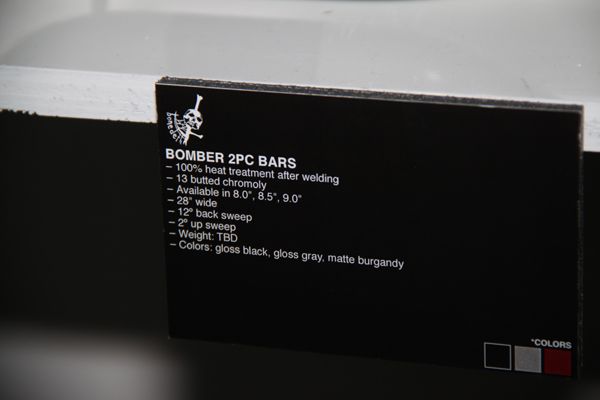 BOMBER 2PC BARS
– 100% heat treatment after welding
– 13 butted chromoly
– Available in 8.0", 8.5", 9.0"
– 28" wide
– 12º back sweep
– 2º up sweep
– Weight: TBD
– Colors: gloss black, gloss gray, matte burgandy
*COLORS